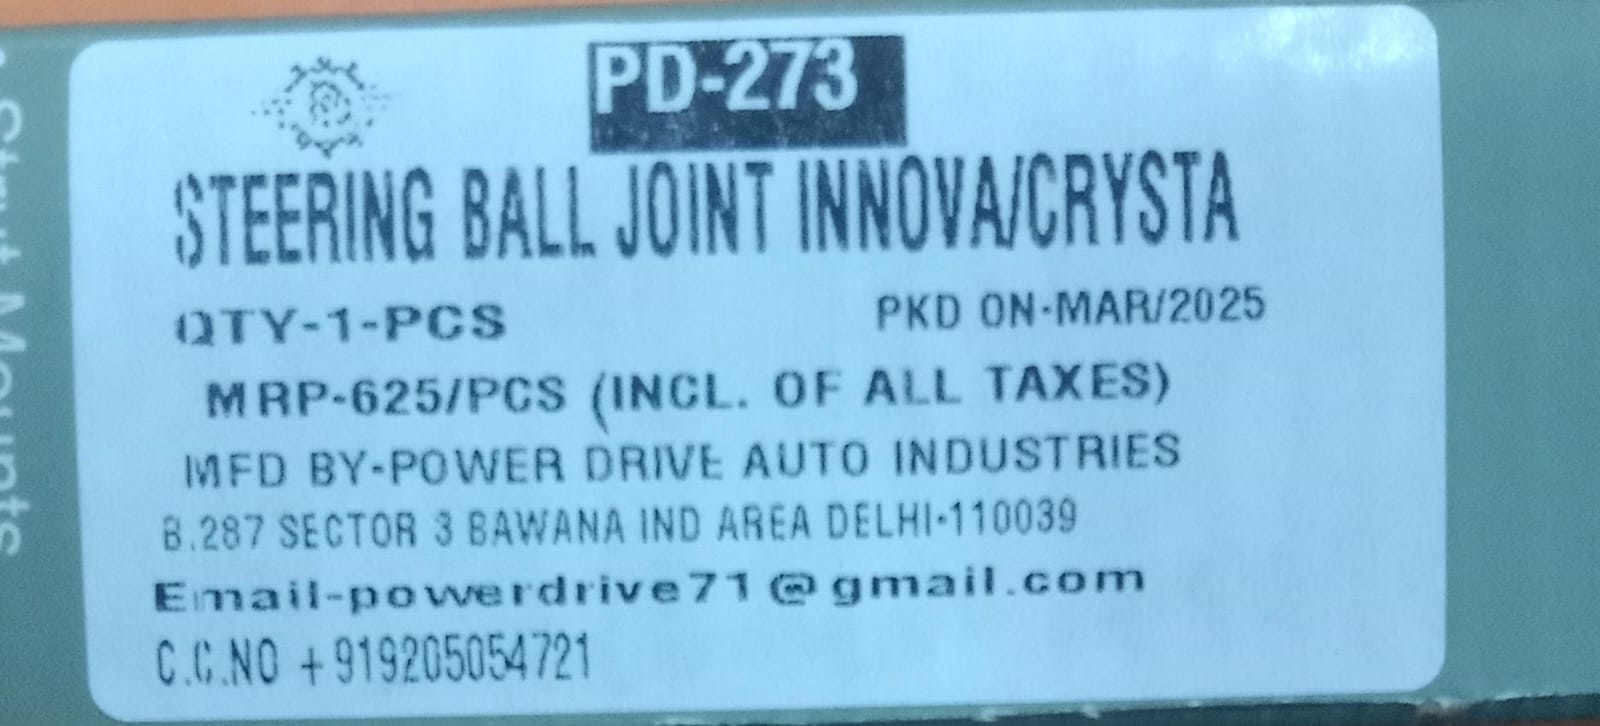 PD-273
STEERING BALL JOINT INNOVA/CRYSTA
QTY-1-PCS
PKD ON-MAR/2025
MRP-625/PCS (INCL. OF ALL TAXES)
MFD BY-POWER DRIVE AUTO INDUSTRIES
B.287 SECTOR 3 BAWANA IND AREA DELHI-110039
Email-powerdrive71@gmail.com
C.C.NO +919205054721
Strut Mounts